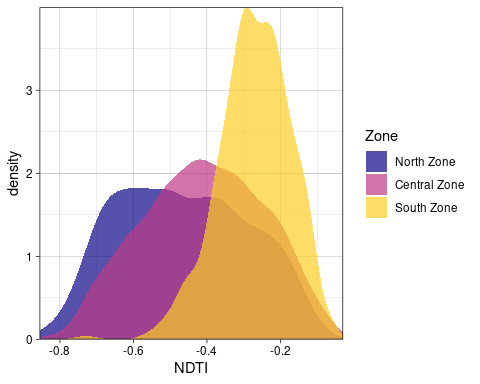 density
3
2
1
0
-0.8 -0.6 -0.4 -0.2
NDTI
Zone
North Zone
Central Zone
South Zone